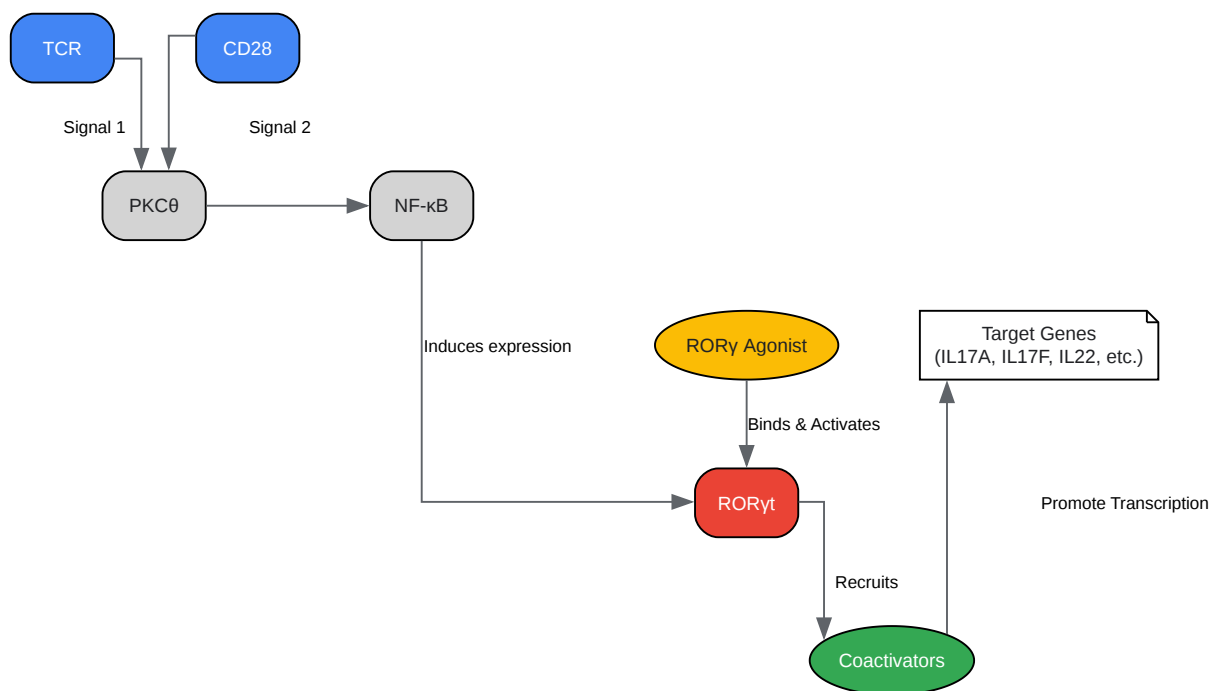 TCR
CD28
Signal 1
Signal 2
PKCθ
NF-κB
Induces expression
RORγ Agonist
Target Genes
(IL17A, IL17F, IL22, etc.)
Binds & Activates
RORγt
Promote Transcription
Recruits
Coactivators